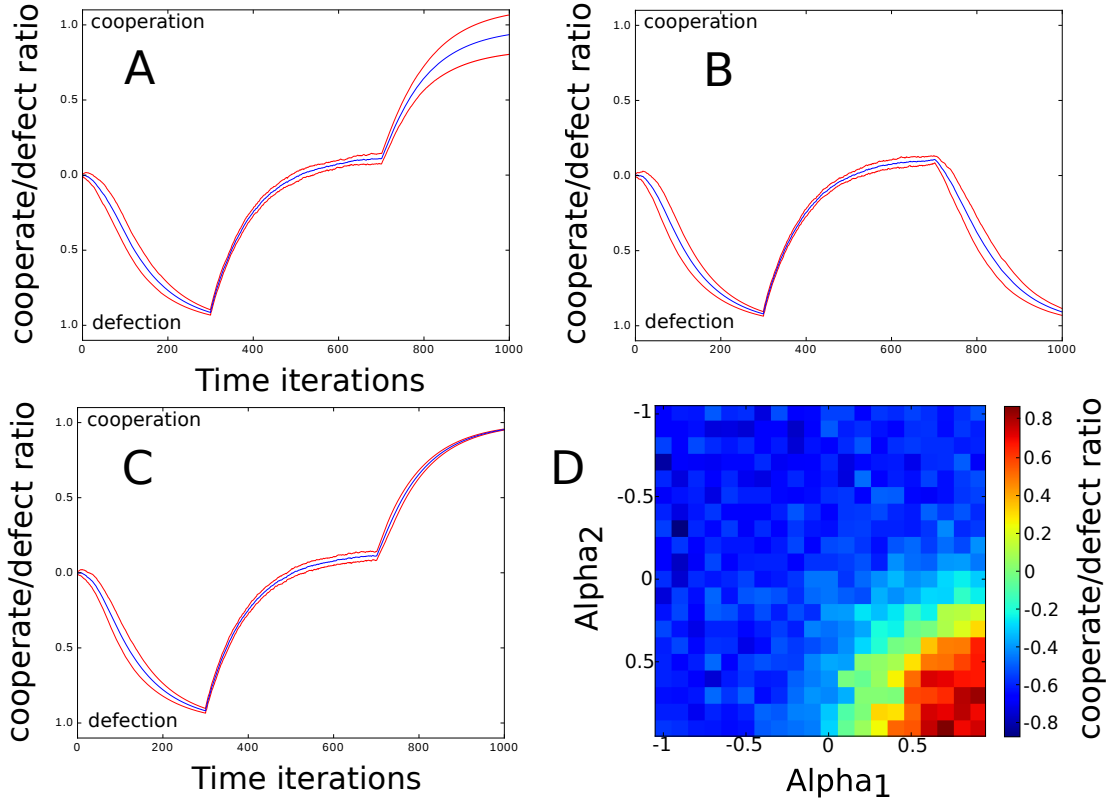 cooperation
A
cooperate/defect ratio
1.0
0.5
0.0
0.5
1.0
defection
0 200 400 600 800 1000
Time iterations
cooperation
B
cooperate/defect ratio
1.0
0.5
0.0
0.5
1.0
defection
0 200 400 600 800 1000
cooperation
C
cooperate/defect ratio
1.0
0.5
0.0
0.5
1.0
defection
0 200 400 600 800 1000
Time iterations
D
Alpha2
-1
-0.5
0
0.5
-1 -0.5 0 0.5
Alpha1
0.8
0.6
0.4
0.2
0
-0.2
-0.4
-0.6
-0.8
cooperate/defect ratio